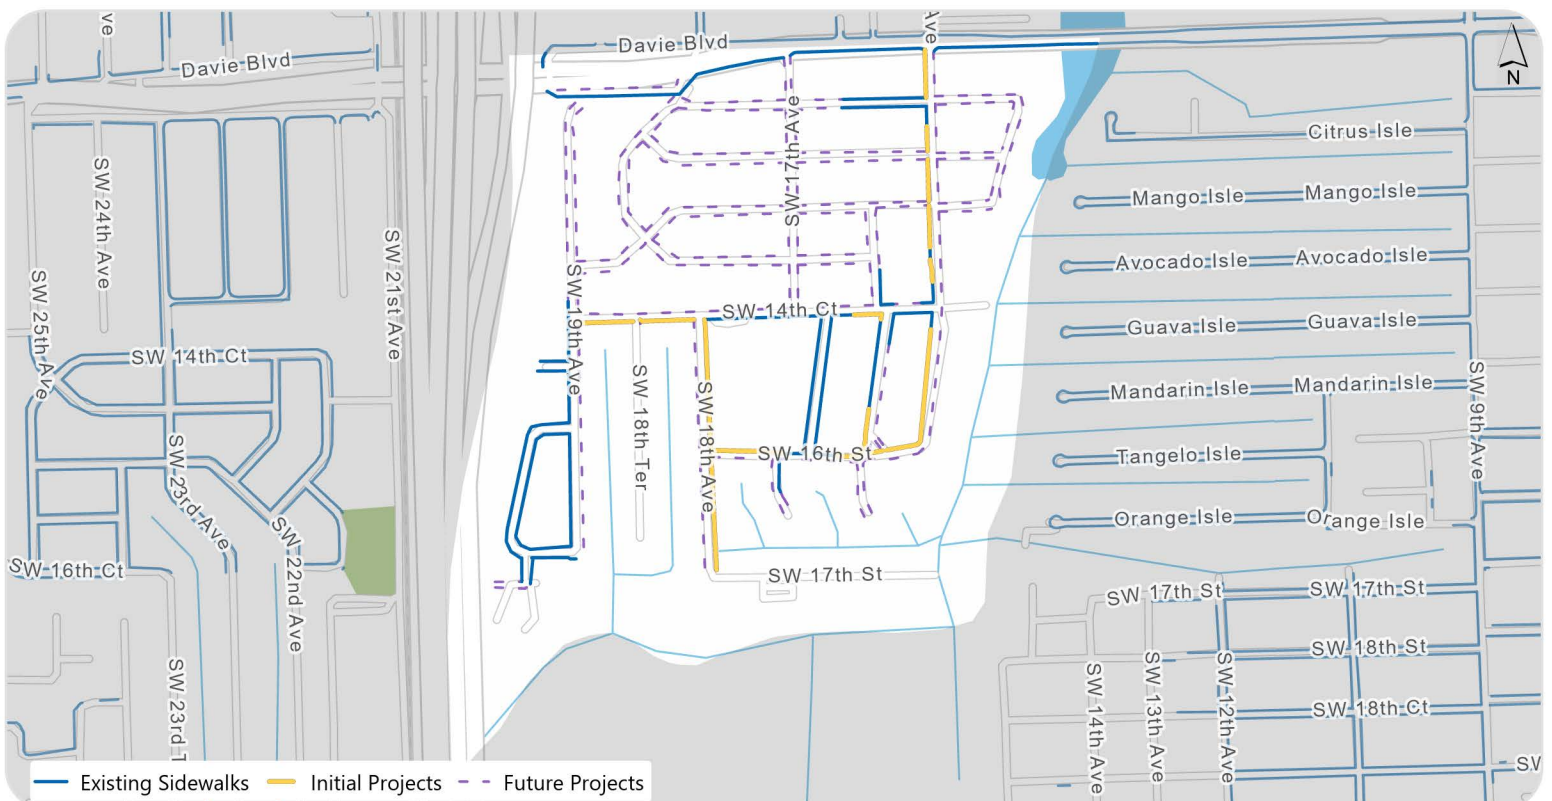 ve
Ave
Davie Blvd
Davie Blvd
N
SW 17th Ave
Citrus Isle
SW 24th Ave
Mango Isle
Mango Isle
SW 21st Ave
Avocado Isle
Avocado Isle
SW 25th Ave
SW 19th Ave
SW 14th Ct
Guava Isle
Guava Isle
SW 14th Ct
SW 18th Ter
SW 18th Ave
Mandarin Isle
Mandarin Isle
SW 9th Ave
SW 23rd Ave
SW 16th St
Tangelo Isle
SW 22nd Ave
Orange Isle
Orange Isle
SW 16th Ct
SW 17th St
SW 17th St
SW 17th St
SW 18th St
SW 23rd T
SW 14th Ave
SW 13th Ave
SW 12th Ave
SW 18th Ct
SW
Existing Sidewalks
Initial Projects
Future Projects